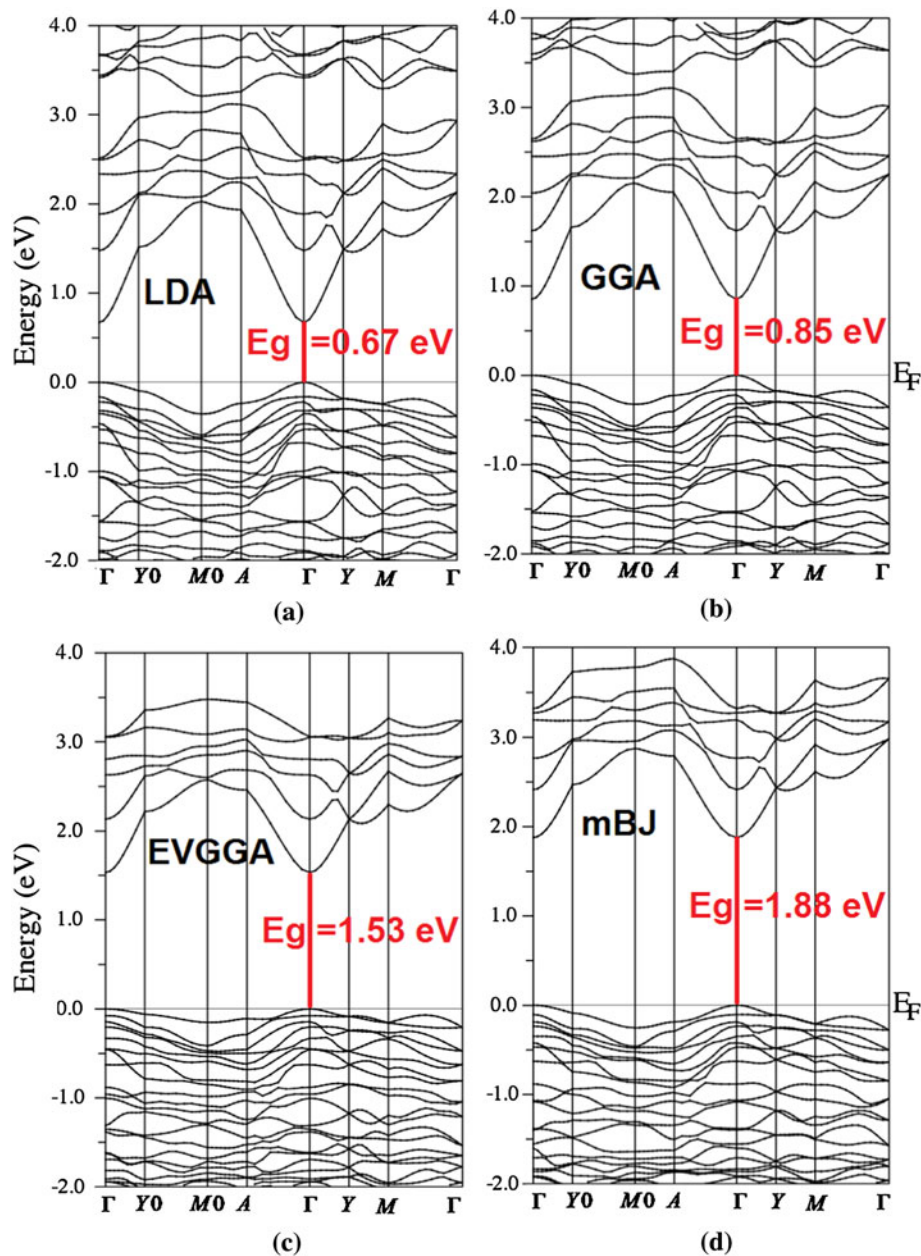 4.0
3.0
2.0
1.0
0.0
-1.0
-2.0
Energy (eV)
LDA
Eg =0.67 eV
Γ Y0 M0 A Γ Y M Γ
(a)
4.0
3.0
2.0
1.0
0.0
-1.0
-2.0
GGA
Eg =0.85 eV
E_F
Γ Y0 M0 A Γ Y M Γ
(b)
4.0
3.0
2.0
1.0
0.0
-1.0
-2.0
Energy (eV)
EVGGA
Eg =1.53 eV
Γ Y0 M0 A Γ Y M Γ
(c)
4.0
3.0
2.0
1.0
0.0
-1.0
-2.0
mBJ
Eg =1.88 eV
E_F
Γ Y0 M0 A Γ Y M Γ
(d)